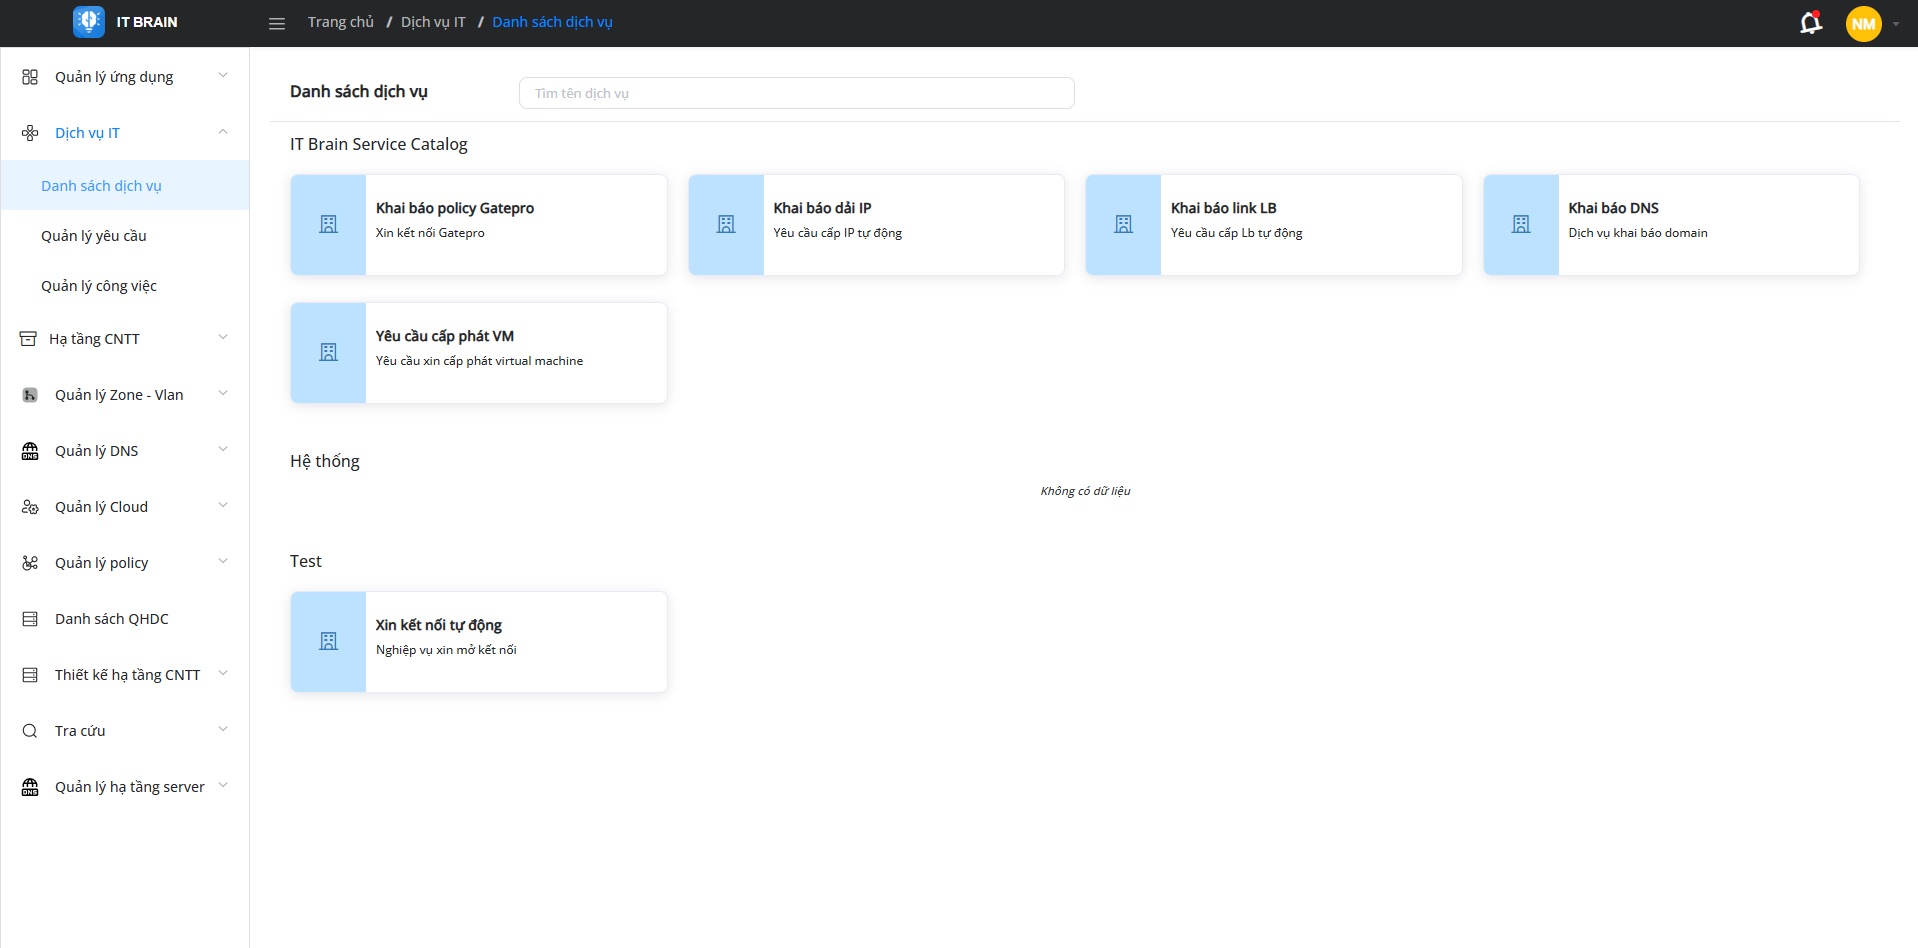 IT BRAIN
Trang chủ / Dịch vụ IT / Danh sách dịch vụ
NM
Quản lý ứng dụng
Dịch vụ IT
Danh sách dịch vụ
Quản lý yêu cầu
Quản lý công việc
Hạ tầng CNTT
Quản lý Zone - Vlan
DNS
Quản lý DNS
Quản lý Cloud
Quản lý policy
Danh sách QHDC
Thiết kế hạ tầng CNTT
Tra cứu
DNS
Quản lý hạ tầng server
Danh sách dịch vụ
Tìm tên dịch vụ
IT Brain Service Catalog
Khai báo policy Gatepro
Xin kết nối Gatepro
Khai báo dải IP
Yêu cầu cấp IP tự động
Khai báo link LB
Yêu cầu cấp Lb tự động
Khai báo DNS
Dịch vụ khai báo domain
Yêu cầu cấp phát VM
Yêu cầu xin cấp phát virtual machine
Hệ thống
Không có dữ liệu
Test
Xin kết nối tự động
Nghiệp vụ xin mở kết nối